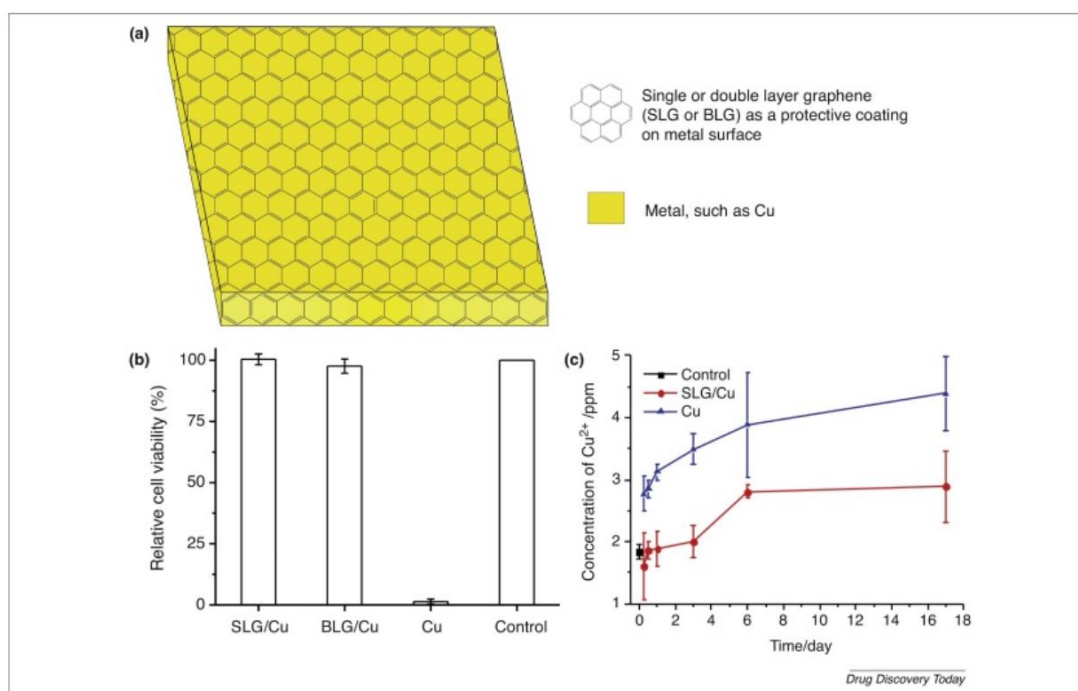 (a)
Single or double layer graphene
(SLG or BLG) as a protective coating
on metal surface
Metal, such as Cu
(b)
Relative cell viability (%)
100
75
50
25
0
SLG/Cu BLG/Cu Cu Control
(c)
Concentration of Cu²⁺ /ppm
5
4
3
2
1
Control
SLG/Cu
Cu
0 2 4 6 8 10 12 14 16 18
Time/day
Drug Discovery Today